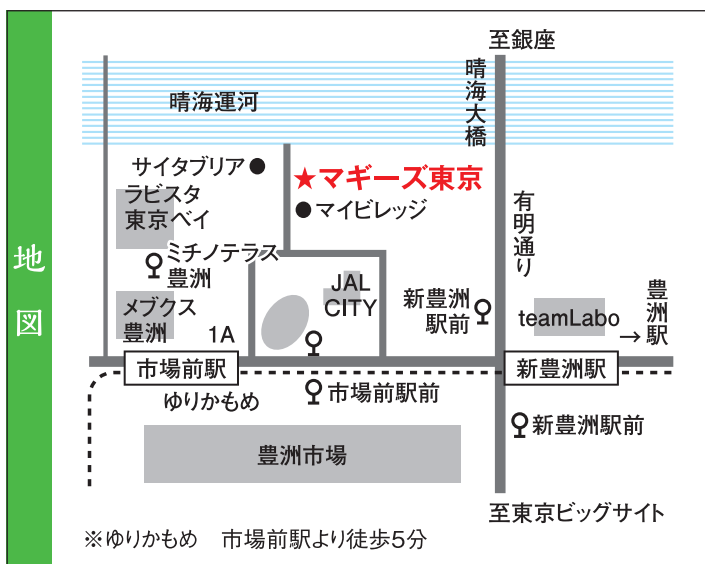 地図
至銀座
晴海大橋
晴海運河
サイタブリア
★マギーズ東京
ラビスタ
東京ベイ
マイビレッジ
有明通り
ミチノテラス
豊洲
JAL
CITY
新豊洲
駅前
メブクス
豊洲
1A
teamLabo
→豊洲駅
市場前駅
新豊洲駅
ゆりかもめ
市場前駅前
新豊洲駅前
豊洲市場
至東京ビッグサイト
※ゆりかもめ　市場前駅より徒歩5分